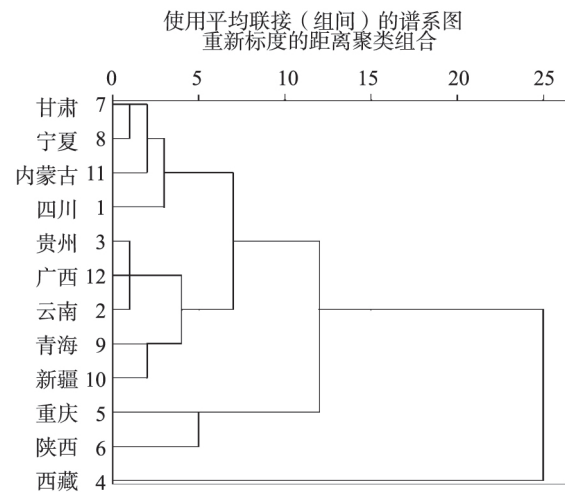 使用平均联接（组间）的谱系图
重新标度的距离聚类组合
0 5 10 15 20 25
甘肃 7
宁夏 8
内蒙古 11
四川 1
贵州 3
广西 12
云南 2
青海 9
新疆 10
重庆 5
陕西 6
西藏 4